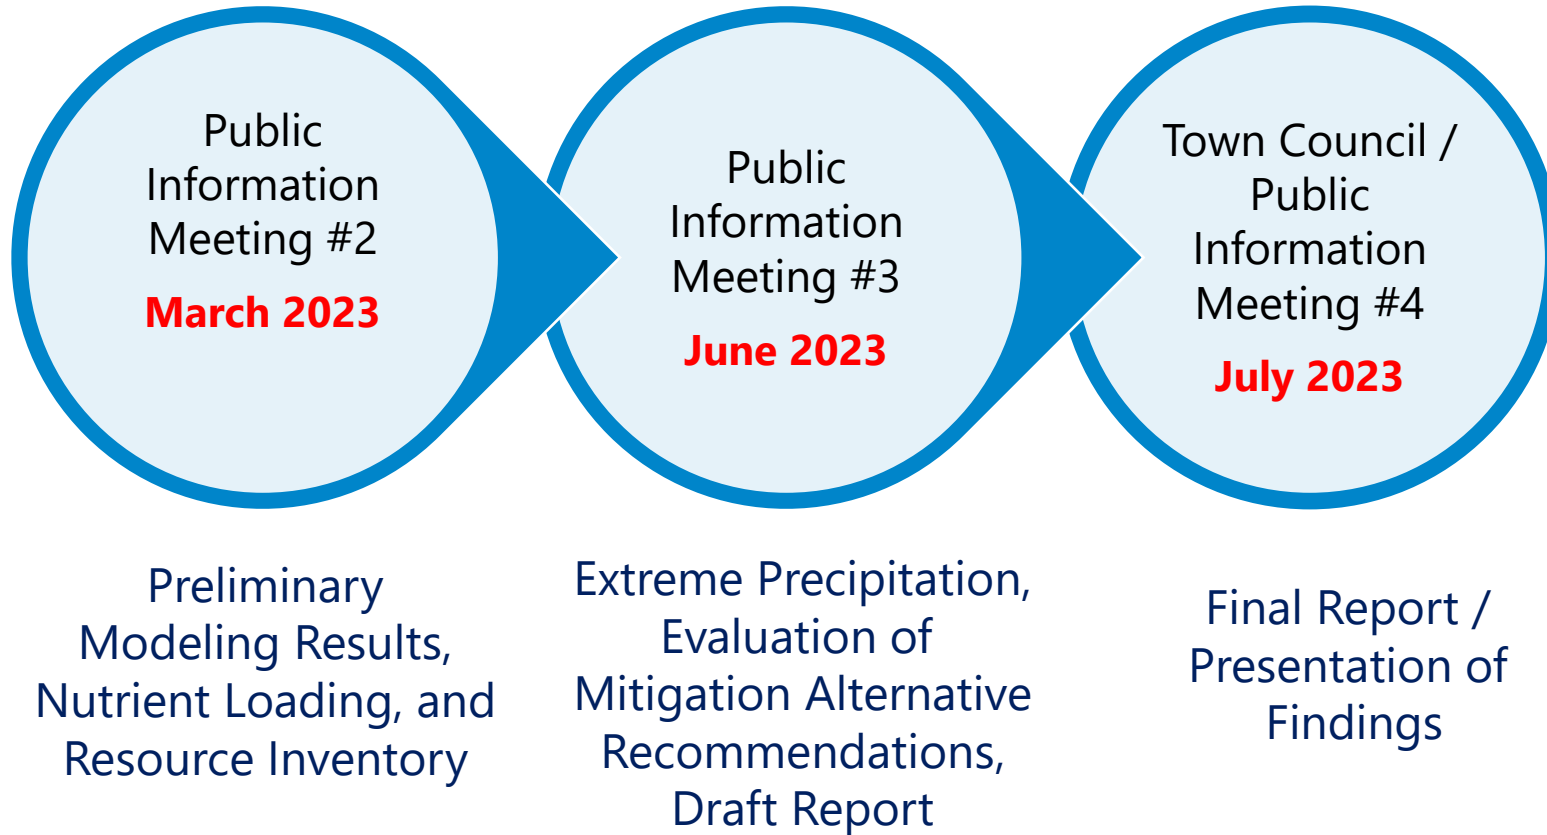 Public
Information
Meeting #2
March 2023
Public
Information
Meeting #3
June 2023
Town Council /
Public
Information
Meeting #4
July 2023
Preliminary
Modeling Results,
Nutrient Loading, and
Resource Inventory
Extreme Precipitation,
Evaluation of
Mitigation Alternative
Recommendations,
Draft Report
Final Report /
Presentation of
Findings